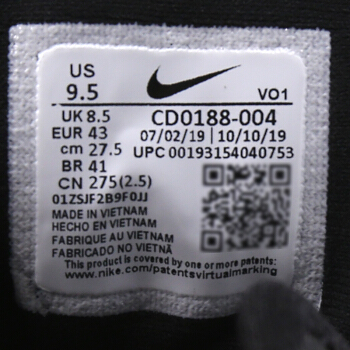 US
9.5
VO1
UK 8.5
CD0188-004
EUR 43
07/02/19 | 10/10/19
cm 27.5
UPC 00193154040753
BR 41
CN 275(2.5)
01ZSJF2B9F0JJ
MADE IN VIETNAM
HECHO EN VIETNAM
FABRIQUE AU VIETNAM
FABRICADO NO VIETNÃ
This product is covered by one or more patents:
www.nike.com/patentsvirtualmarking